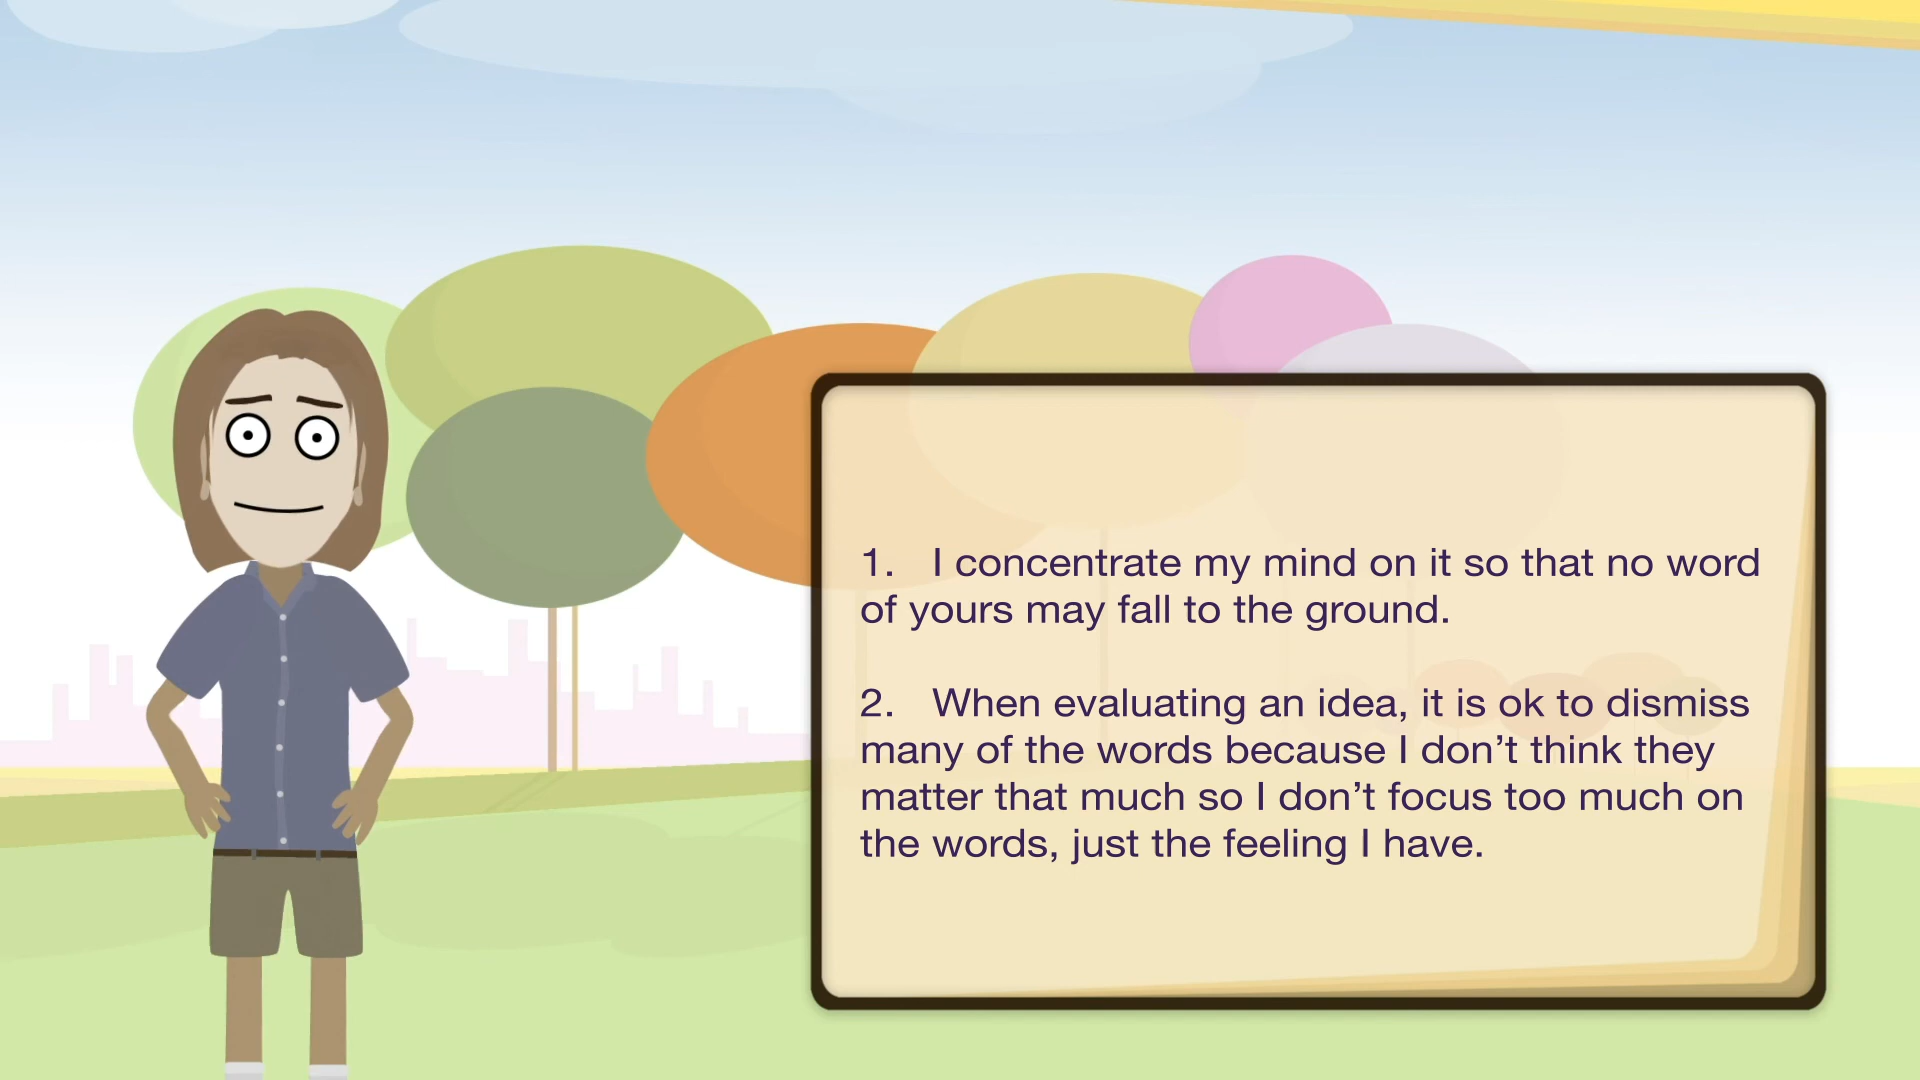 1. I concentrate my mind on it so that no word
of yours may fall to the ground.
2. When evaluating an idea, it is ok to dismiss
many of the words because I don’t think they
matter that much so I don’t focus too much on
the words, just the feeling I have.